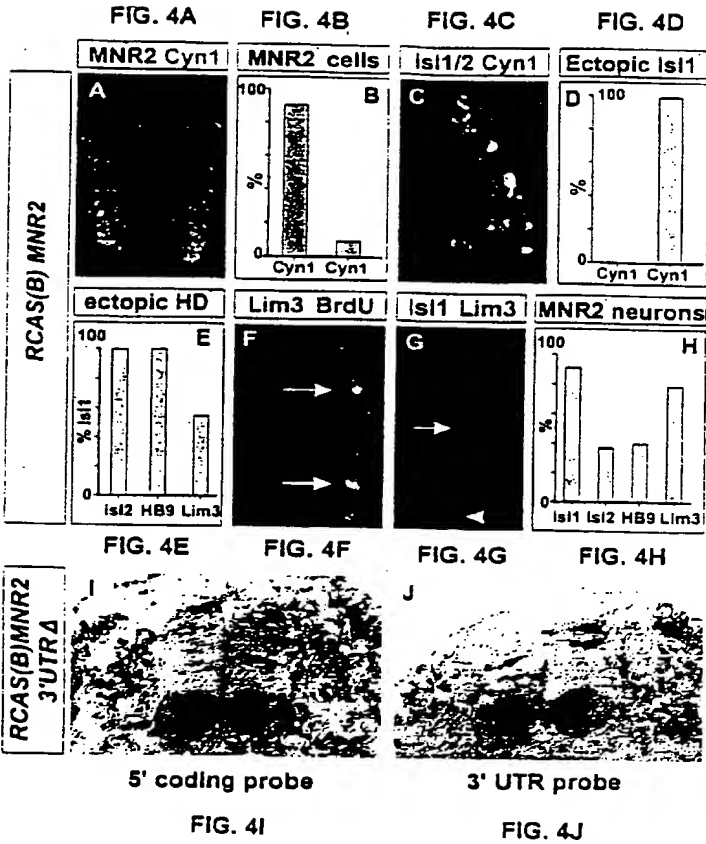 FIG. 4A
FIG. 4B
FIG. 4C
FIG. 4D
RCAS(B) MNR2
MNR2 Cyn1
MNR2 cells
Isl1/2 Cyn1
Ectopic Isl1
A
100
B
%
0
Cyn1 Cyn1
C
D
100
%
0
Cyn1 Cyn1
ectopic HD
Lim3 BrdU
Isl1 Lim3
MNR2 neurons
100
E
% Isl1
0
Isl2 HB9 Lim3
F
G
100
H
%
0
Isl1 Isl2 HB9 Lim3
FIG. 4E
FIG. 4F
FIG. 4G
FIG. 4H
RCAS(B)MNR2
3'UTRΔ
I
J
5' coding probe
3' UTR probe
FIG. 4I
FIG. 4J